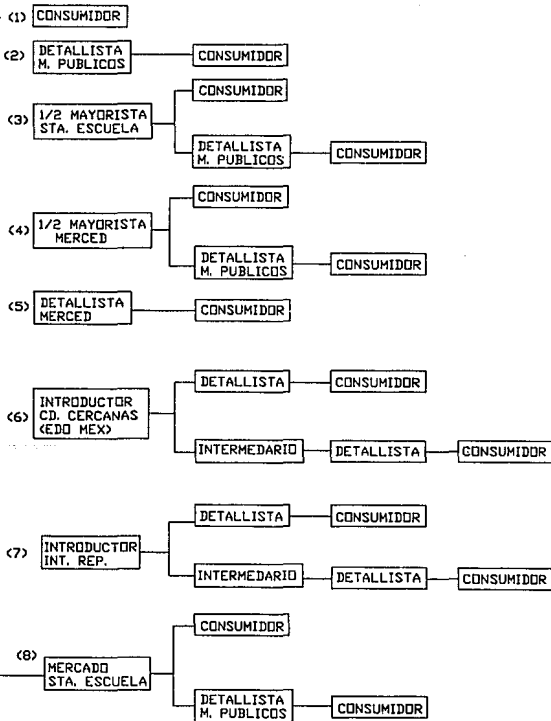 (1) CONSUMIDOR
(2) DETALLISTA
M. PUBLICOS
CONSUMIDOR
(3) 1/2 MAYORISTA
STA. ESCUELA
CONSUMIDOR
DETALLISTA
M. PUBLICOS
CONSUMIDOR
(4) 1/2 MAYORISTA
MERCED
CONSUMIDOR
DETALLISTA
M. PUBLICOS
CONSUMIDOR
(5) DETALLISTA
MERCED
CONSUMIDOR
(6) INTRODUCTOR
CD. CERCANAS
(EDO MEX)
DETALLISTA
CONSUMIDOR
INTERMEDARIO
DETALLISTA
CONSUMIDOR
(7) INTRODUCTOR
INT. REP.
DETALLISTA
CONSUMIDOR
INTERMEDARIO
DETALLISTA
CONSUMIDOR
(8) MERCADO
STA. ESCUELA
CONSUMIDOR
DETALLISTA
M. PUBLICOS
CONSUMIDOR